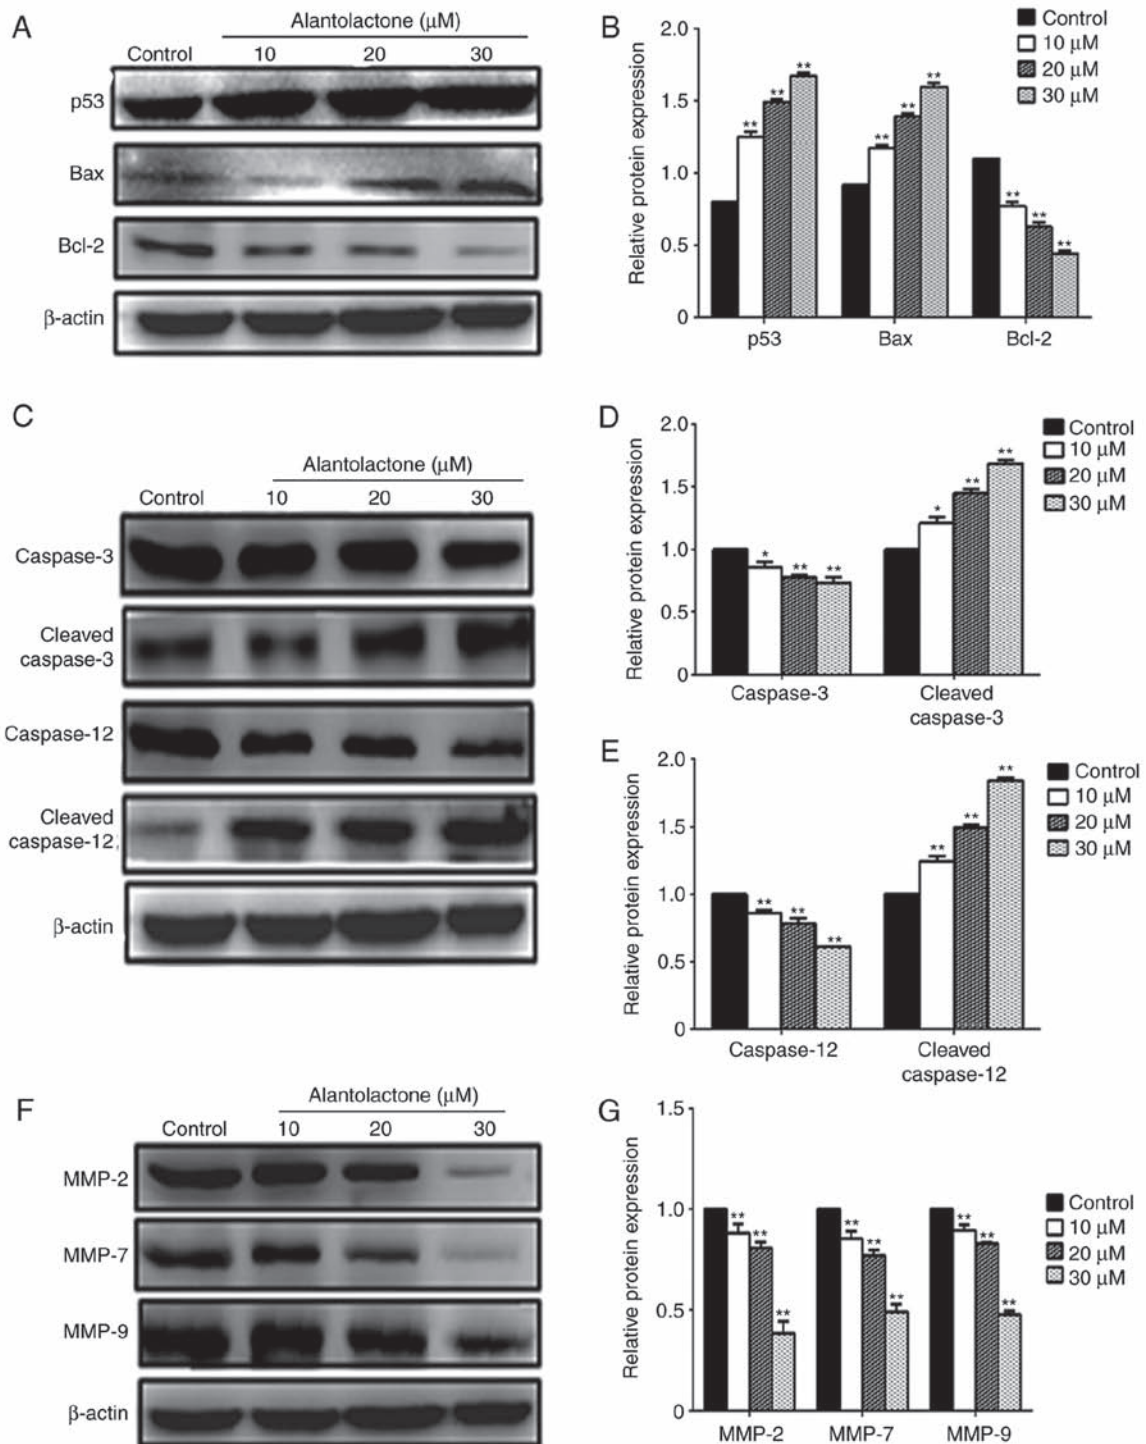 A
Alantolactone (μM)
Control 10 20 30
p53
Bax
Bcl-2
β-actin
B
Relative protein expression
2.0
1.5
1.0
0.5
0
** ** **
** ** **
** ** **
p53 Bax Bcl-2
Control
10 μM
20 μM
30 μM
C
Alantolactone (μM)
Control 10 20 30
Caspase-3
Cleaved
caspase-3
Caspase-12
Cleaved
caspase-12
β-actin
D
Relative protein expression
2.0
1.5
1.0
0.5
0
* ** **
* ** **
Caspase-3 Cleaved
caspase-3
Control
10 μM
20 μM
30 μM
E
Relative protein expression
2.0
1.5
1.0
0.5
0
** ** **
** ** **
Caspase-12 Cleaved
caspase-12
Control
10 μM
20 μM
30 μM
F
Alantolactone (μM)
Control 10 20 30
MMP-2
MMP-7
MMP-9
β-actin
G
Relative protein expression
1.5
1.0
0.5
0
** ** **
** ** **
** ** **
MMP-2 MMP-7 MMP-9
Control
10 μM
20 μM
30 μM